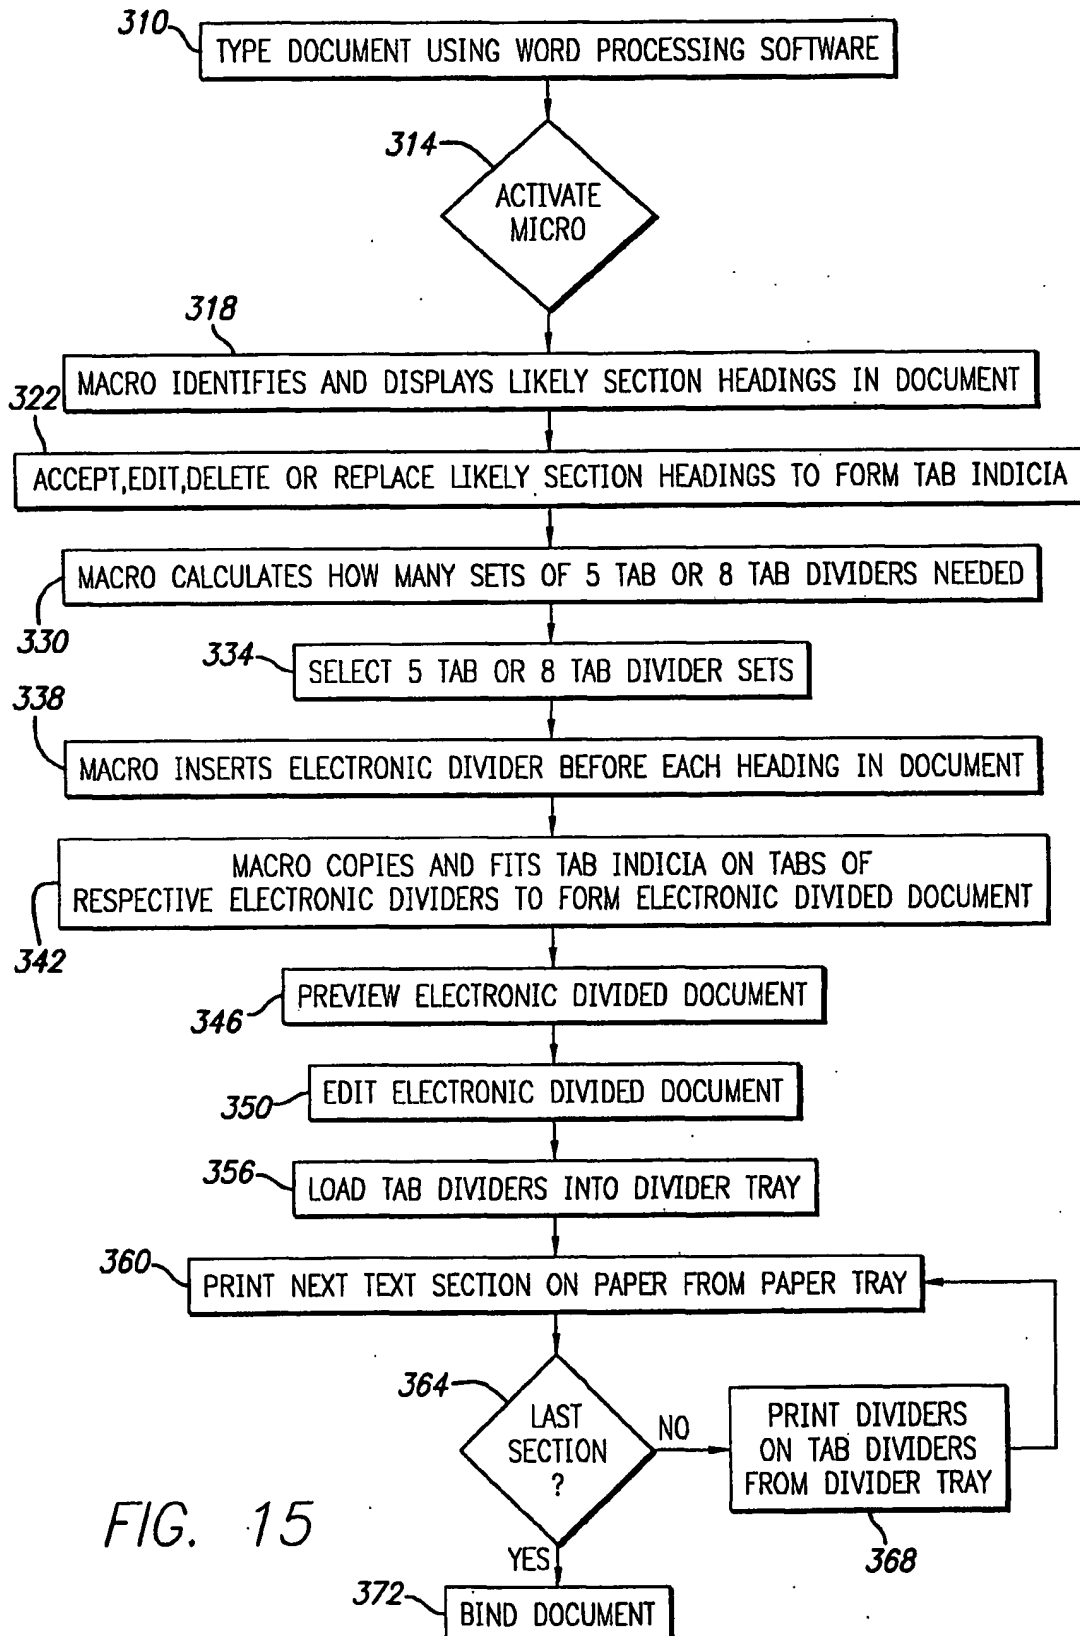 310
TYPE DOCUMENT USING WORD PROCESSING SOFTWARE
314
ACTIVATE
MICRO
318
MACRO IDENTIFIES AND DISPLAYS LIKELY SECTION HEADINGS IN DOCUMENT
322
ACCEPT,EDIT,DELETE OR REPLACE LIKELY SECTION HEADINGS TO FORM TAB INDICIA
MACRO CALCULATES HOW MANY SETS OF 5 TAB OR 8 TAB DIVIDERS NEEDED
330
334
SELECT 5 TAB OR 8 TAB DIVIDER SETS
338
MACRO INSERTS ELECTRONIC DIVIDER BEFORE EACH HEADING IN DOCUMENT
MACRO COPIES AND FITS TAB INDICIA ON TABS OF
RESPECTIVE ELECTRONIC DIVIDERS TO FORM ELECTRONIC DIVIDED DOCUMENT
342
PREVIEW ELECTRONIC DIVIDED DOCUMENT
346
EDIT ELECTRONIC DIVIDED DOCUMENT
350
356
LOAD TAB DIVIDERS INTO DIVIDER TRAY
360
PRINT NEXT TEXT SECTION ON PAPER FROM PAPER TRAY
364
LAST
SECTION
?
NO
PRINT DIVIDERS
ON TAB DIVIDERS
FROM DIVIDER TRAY
368
YES
372
BIND DOCUMENT
FIG. 15